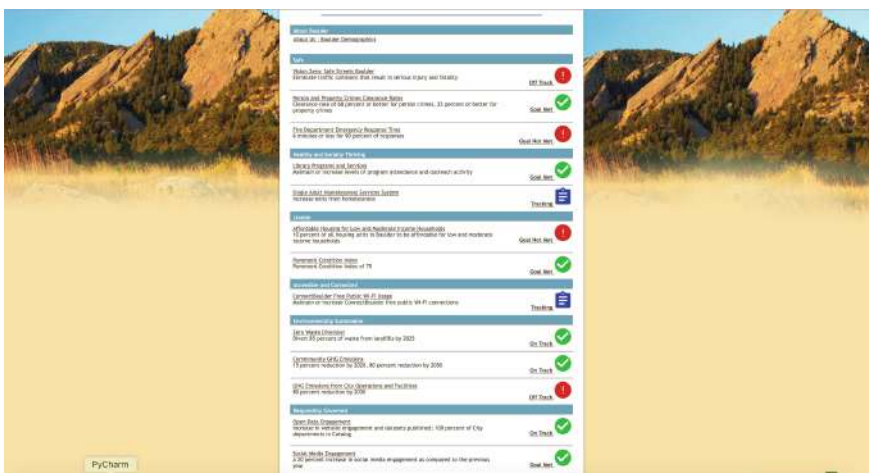 About Boulder
About Us | Boulder Demographics
Safe
Vision Zero: Safe Streets Boulder
Eliminate traffic collisions that result in serious injury and fatality
Off Track
Person and Property Crimes Clearance Rates
Clearance rate of 68 percent or better for person crimes, 23 percent or better for
property crimes
Goal Met
Fire Department Emergency Response Time
6 minutes or less for 90 percent of responses
Goal Not Met
Healthy and Socially Thriving
Library Programs and Services
Maintain or increase levels of program attendance and outreach activity
Goal Met
Single Adult Homelessness Services System
Increase exits from homelessness
Tracking
Livable
Affordable Housing for Low and Moderate Income Households
10 percent of all housing units in Boulder to be affordable for low and moderate
income households
Goal Not Met
Pavement Condition Index
Pavement Condition Index of 75
Goal Met
Accessible and Connected
ConnectBoulder Free Public Wi-Fi Usage
Maintain or increase ConnectBoulder free public Wi-Fi connections
Tracking
Environmentally Sustainable
Zero Waste Diversion
Divert 85 percent of waste from landfills by 2025
On Track
Community GHG Emissions
15 percent reduction by 2020, 80 percent reduction by 2050
On Track
GHG Emissions from City Operations and Facilities
80 percent reduction by 2030
Off Track
Responsibly Governed
Open Data Engagement
Increase in website engagement and datasets published; 100 percent of City
departments in Catalog
On Track
Social Media Engagement
A 20 percent increase in social media engagement as compared to the previous
year
Goal Met
PyCharm